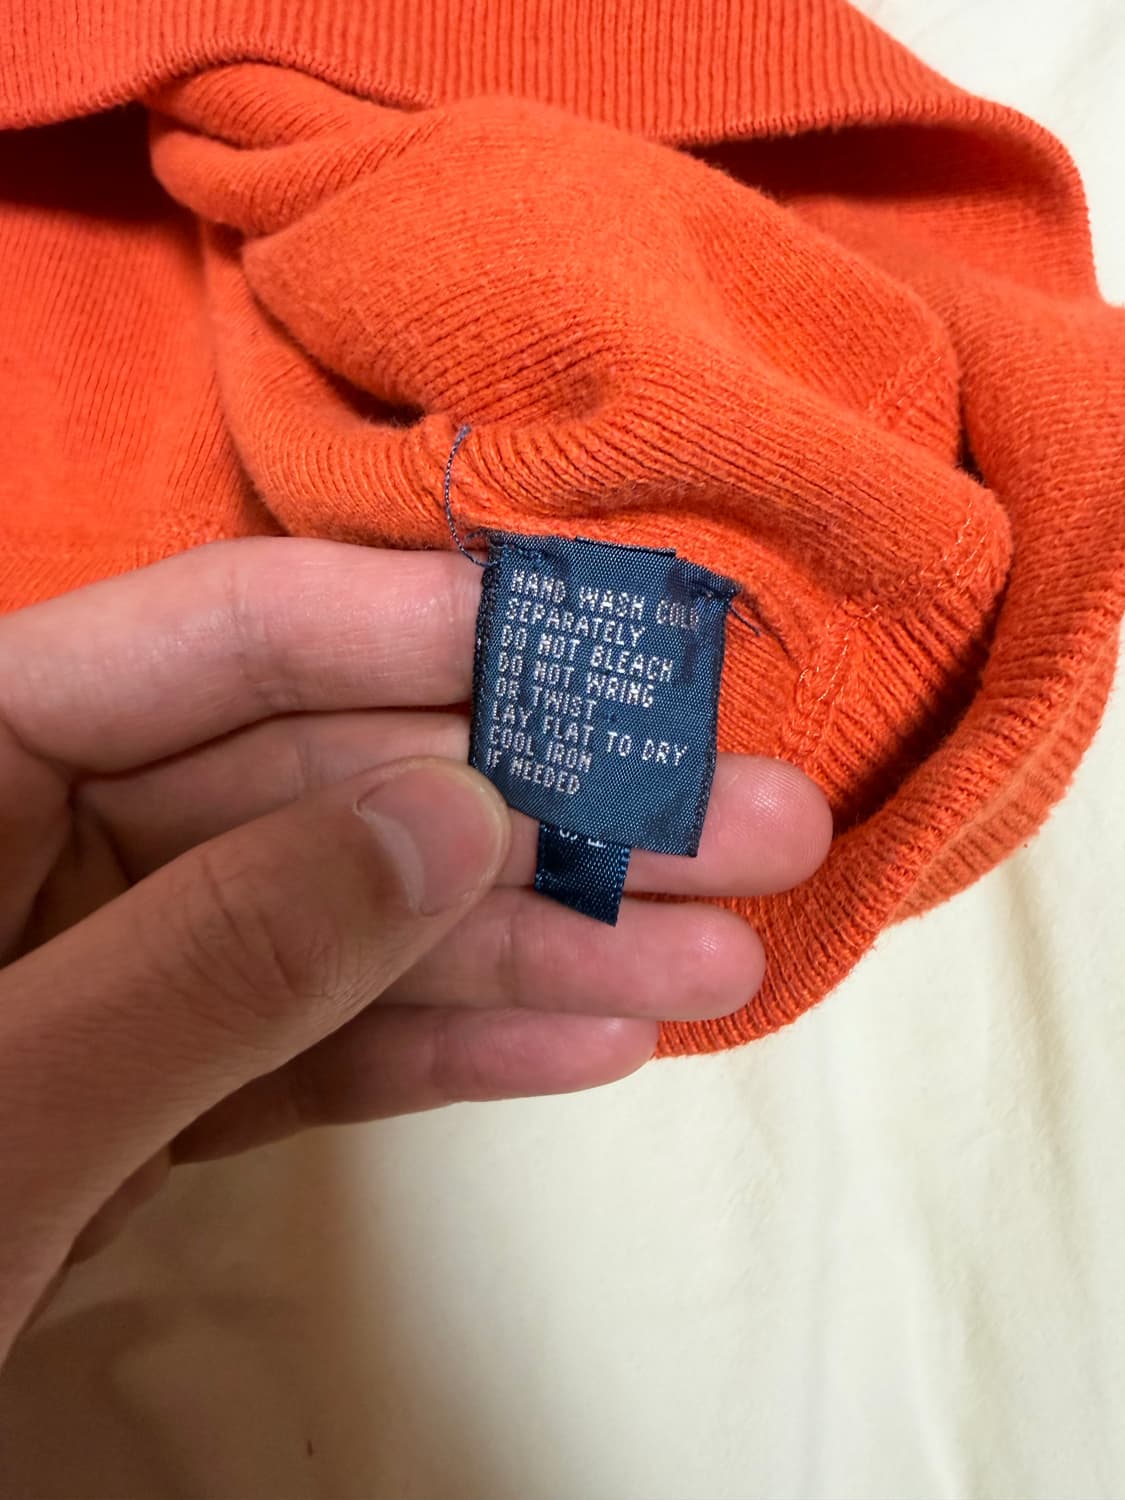 HAND WASH COLD
SEPARATELY
DO NOT BLEACH
DO NOT WRING
OR TWIST
LAY FLAT TO DRY
COOL IRON
IF NEEDED